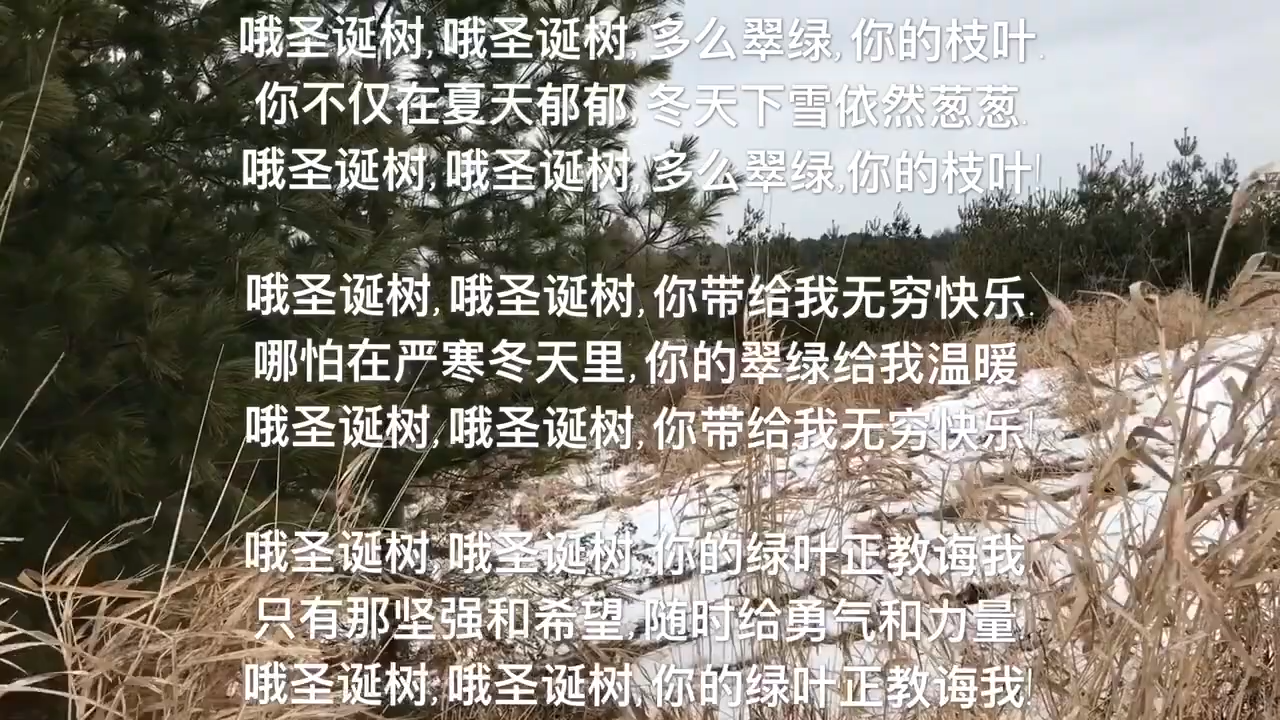 哦圣诞树,哦圣诞树,多么翠绿,你的枝叶.
你不仅在夏天郁郁,冬天下雪依然葱葱.
哦圣诞树,哦圣诞树,多么翠绿,你的枝叶!
哦圣诞树,哦圣诞树,你带给我无穷快乐.
哪怕在严寒冬天里,你的翠绿给我温暖
哦圣诞树,哦圣诞树,你带给我无穷快乐!
哦圣诞树,哦圣诞树,你的绿叶正教诲我
只有那坚强和希望,随时给勇气和力量
哦圣诞树,哦圣诞树,你的绿叶正教诲我!